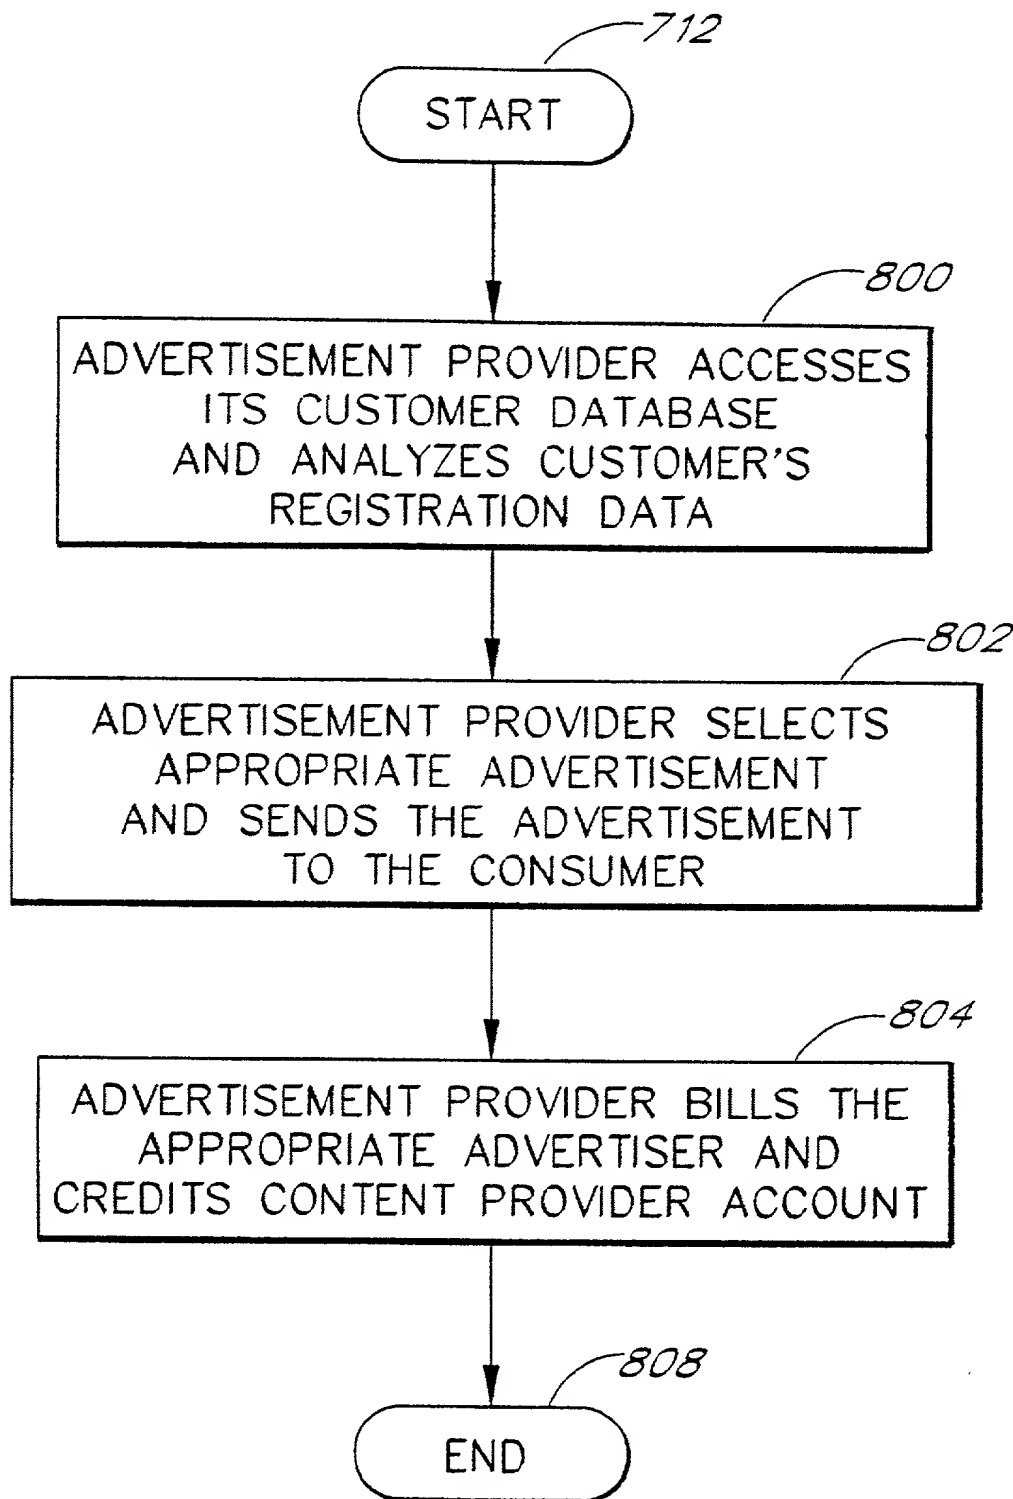 712
START
800
ADVERTISEMENT PROVIDER ACCESSES
ITS CUSTOMER DATABASE
AND ANALYZES CUSTOMER'S
REGISTRATION DATA
802
ADVERTISEMENT PROVIDER SELECTS
APPROPRIATE ADVERTISEMENT
AND SENDS THE ADVERTISEMENT
TO THE CONSUMER
804
ADVERTISEMENT PROVIDER BILLS THE
APPROPRIATE ADVERTISER AND
CREDITS CONTENT PROVIDER ACCOUNT
808
END